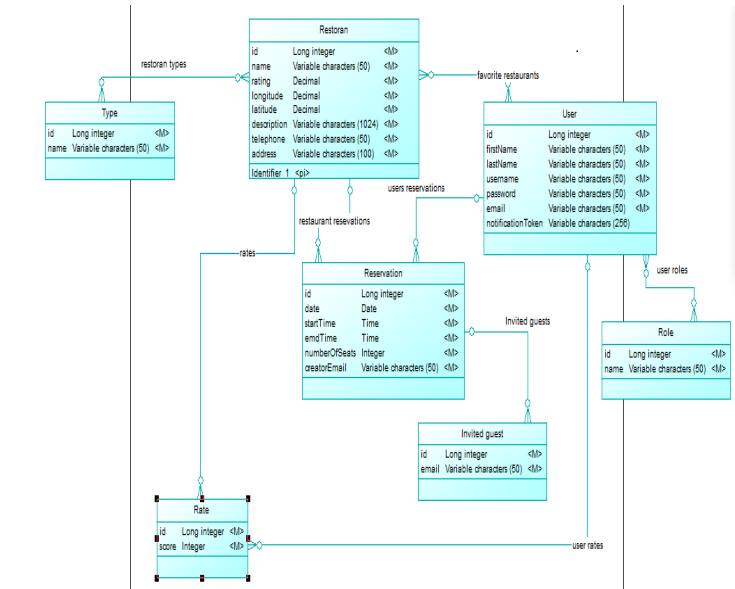 Restoran
id Long integer <M>
name Variable characters (50) <M>
rating Decimal <M>
longitude Decimal <M>
latitude Decimal <M>
description Variable characters (1024) <M>
telephone Variable characters (50) <M>
address Variable characters (100) <M>
Identifier 1 <pi>
restoran types
favorite restaurants
Type
id Long integer <M>
name Variable characters (50) <M>
User
id Long integer <M>
firstName Variable characters (50) <M>
lastName Variable characters (50) <M>
username Variable characters (50) <M>
password Variable characters (50) <M>
email Variable characters (50) <M>
notificationToken Variable characters (256)
users reservations
restaurant resevations
rates
Reservation
id Long integer <M>
date Date <M>
startTime Time <M>
emdTime Time <M>
numberOfSeats Integer <M>
creatorEmail Variable characters (50) <M>
user roles
Invited guests
Role
id Long integer <M>
name Variable characters (50) <M>
Invited guest
id Long integer <M>
email Variable characters (50) <M>
Rate
id Long integer <M>
score Integer <M>
user rates